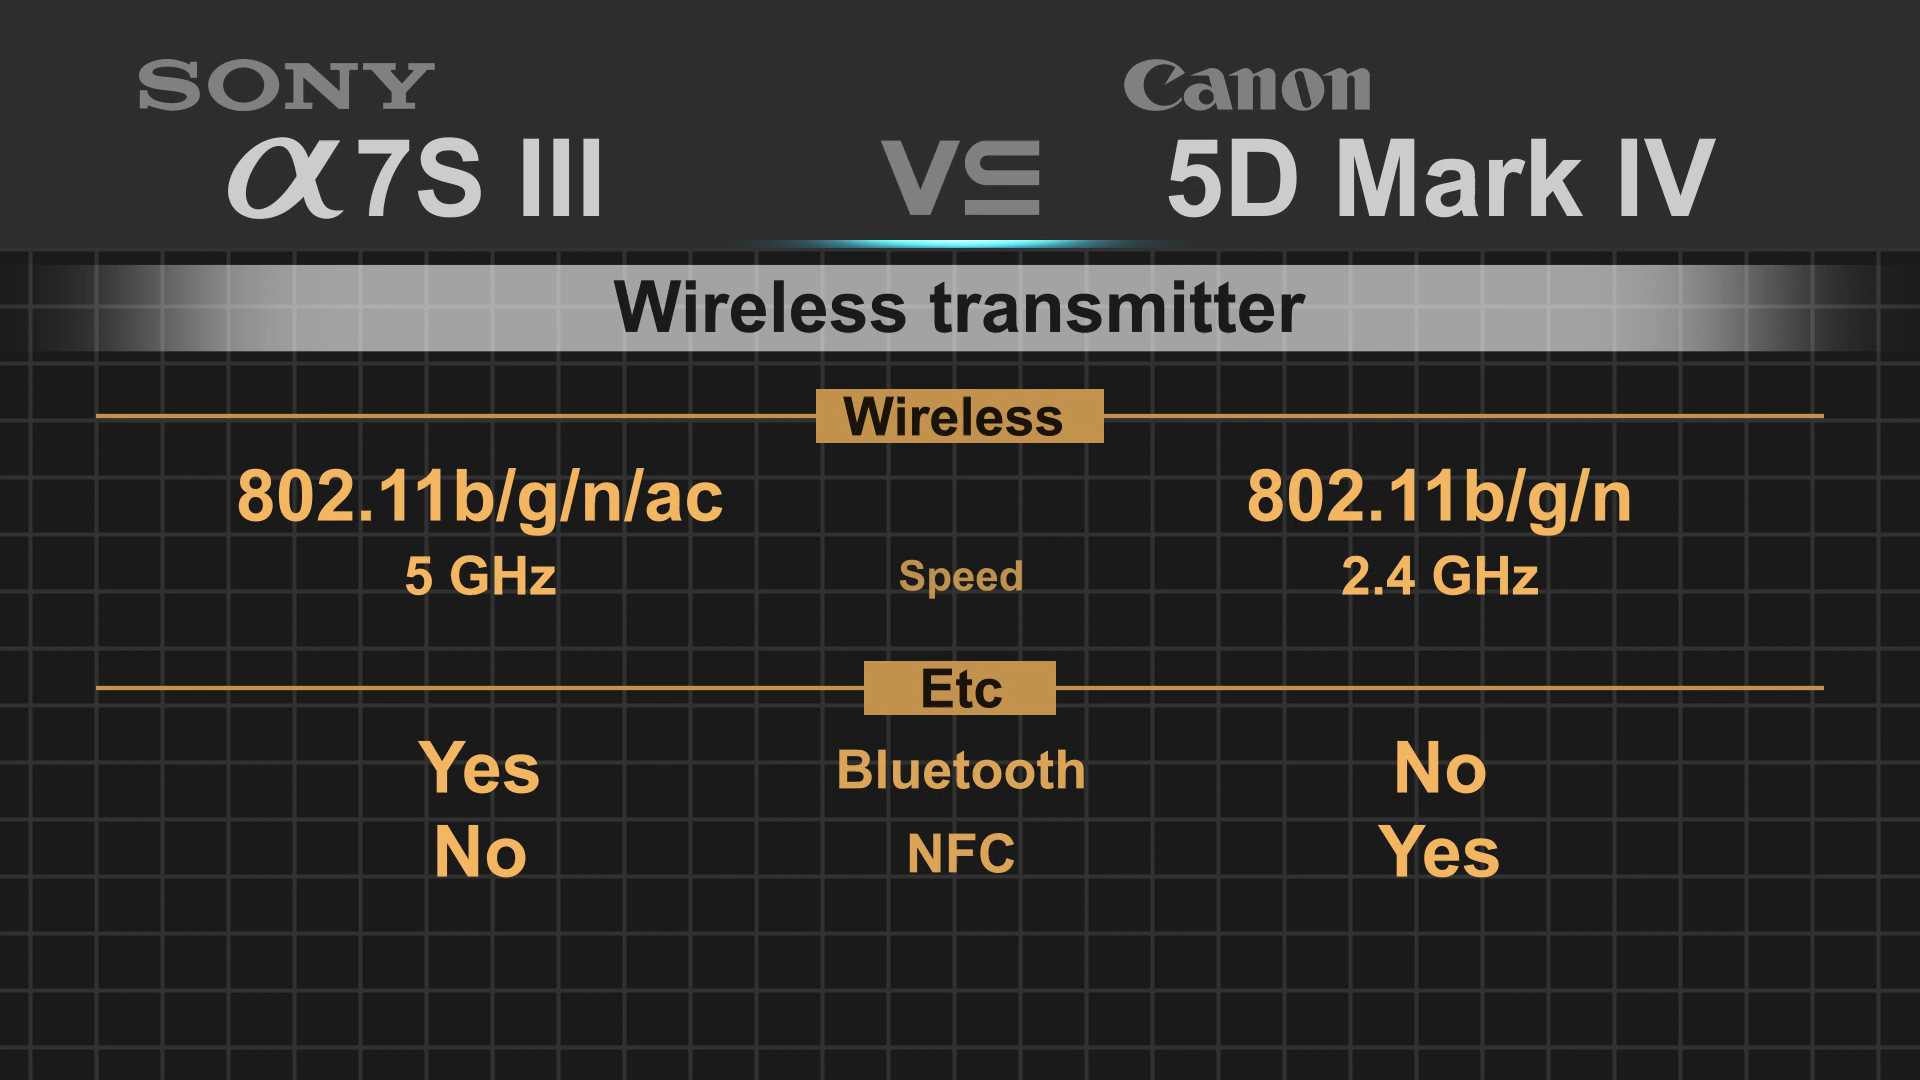 SONY
α7S III
VS
Canon
5D Mark IV
Wireless transmitter
Wireless
802.11b/g/n/ac 802.11b/g/n
5 GHz Speed 2.4 GHz
Etc
Yes Bluetooth No
No NFC Yes